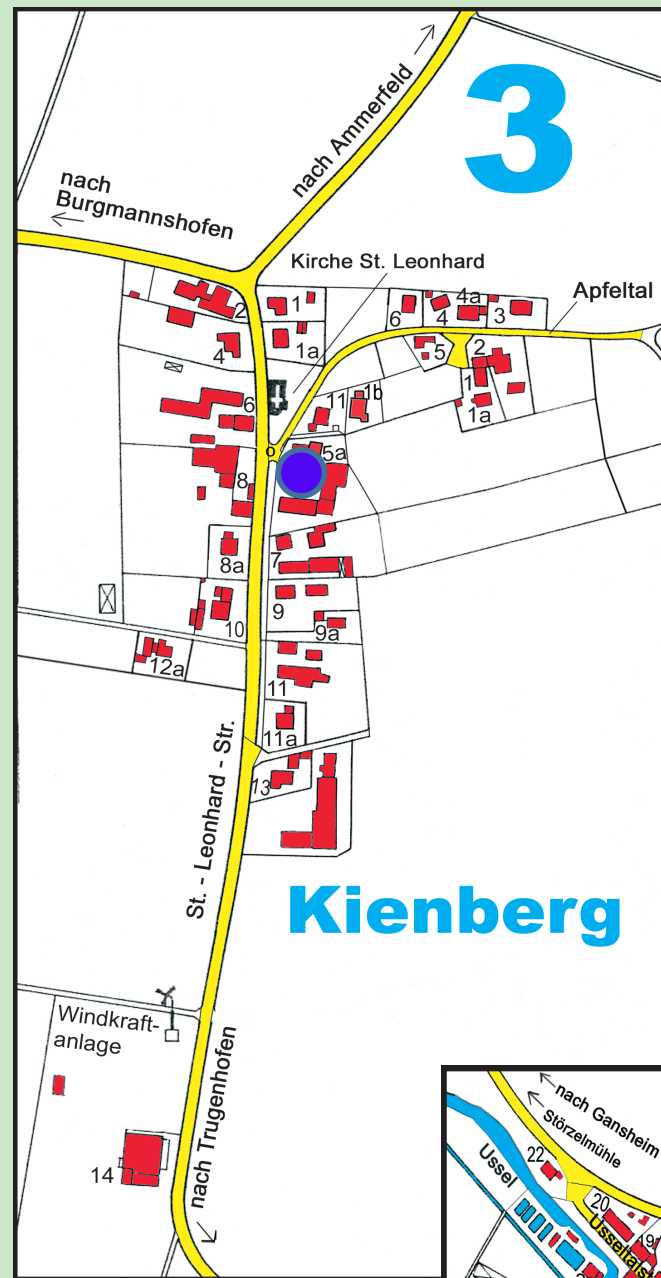 3
nach Ammerfeld
nach
Burgmannshofen
Kirche St. Leonhard
Apfeltal
2
1
4a
6
4
3
4
1a
5
2
6
11
1b
1
1a
5a
8
8a
7
9
10
9a
12a
11
11a
13
St. - Leonhard - Str.
Kienberg
Windkraft-
anlage
nach Trugenhofen
14
nach Gansheim
Störzelmühle
Ussel
22
20
19